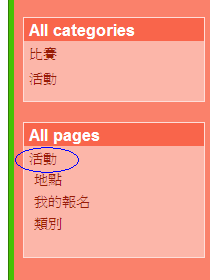 All categories
比賽
活動
All pages
活動
地點
我的報名
類別